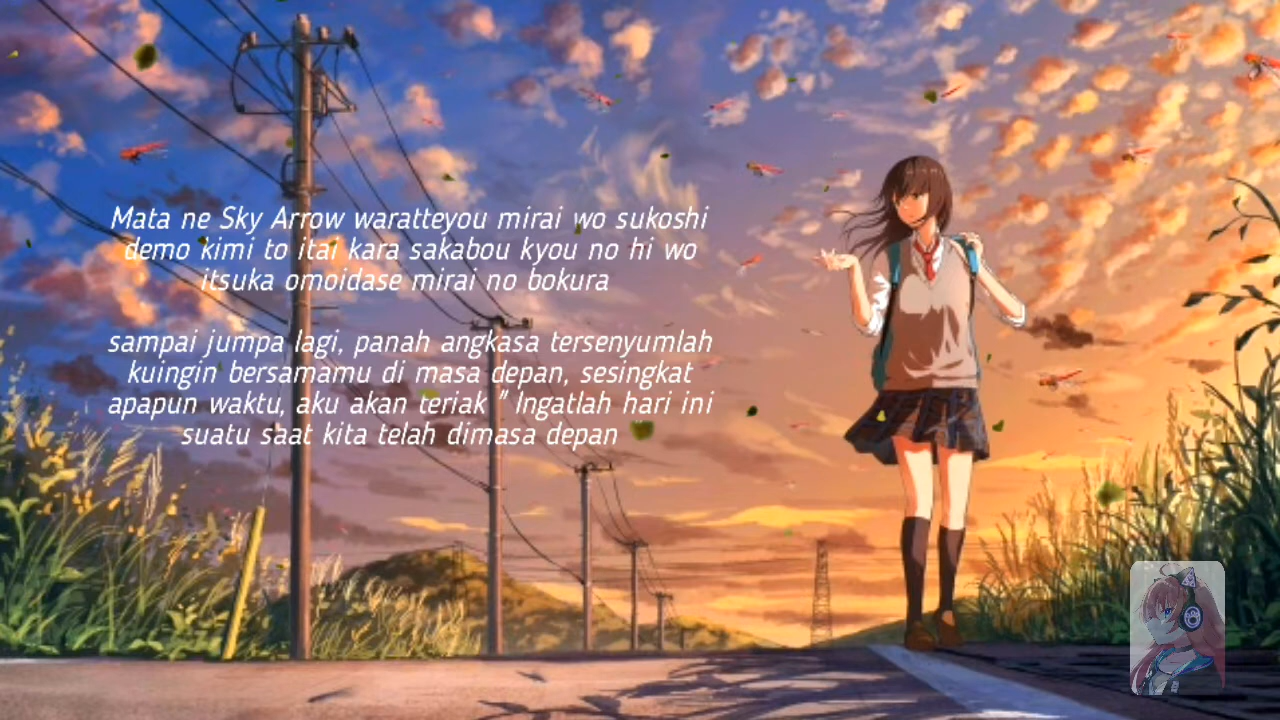 Mata ne Sky Arrow waratteyou mirai wo sukoshi
demo kimi to itai kara sakabou kyou no hi wo
itsuka omoidase mirai no bokura
sampai jumpa lagi, panah angkasa tersenyumlah
kuingin bersamamu di masa depan, sesingkat
apapun waktu, aku akan teriak " Ingatlah hari ini
suatu saat kita telah dimasa depan